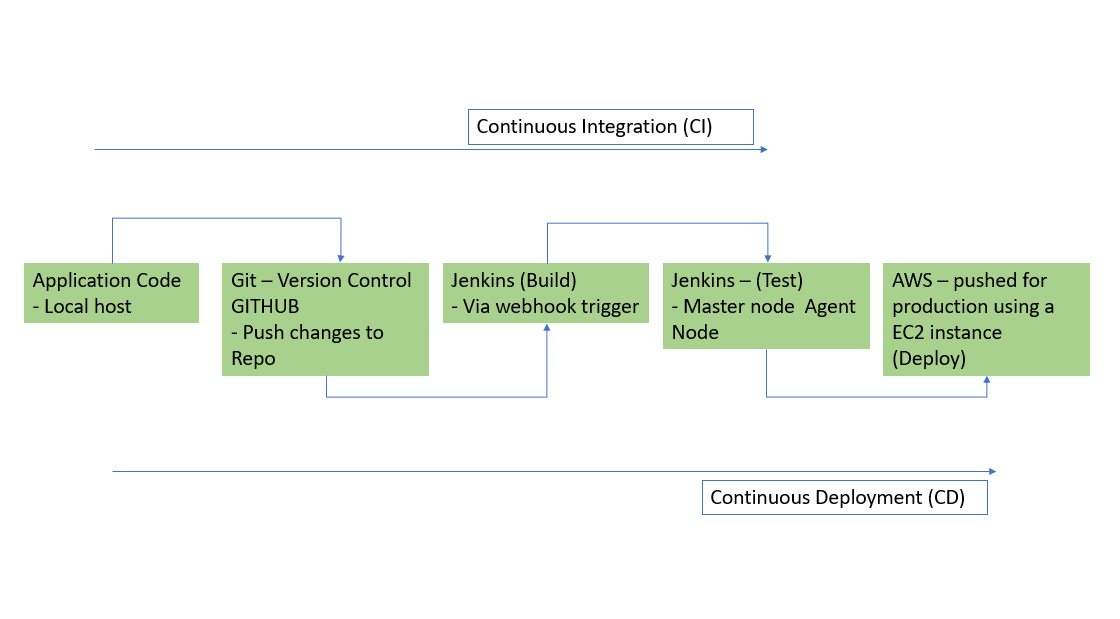 Continuous Integration (CI)
Application Code
- Local host
Git – Version Control
GITHUB
- Push changes to
Repo
Jenkins (Build)
- Via webhook trigger
Jenkins – (Test)
- Master node  Agent
Node
AWS – pushed for
production using a
EC2 instance
(Deploy)
Continuous Deployment (CD)